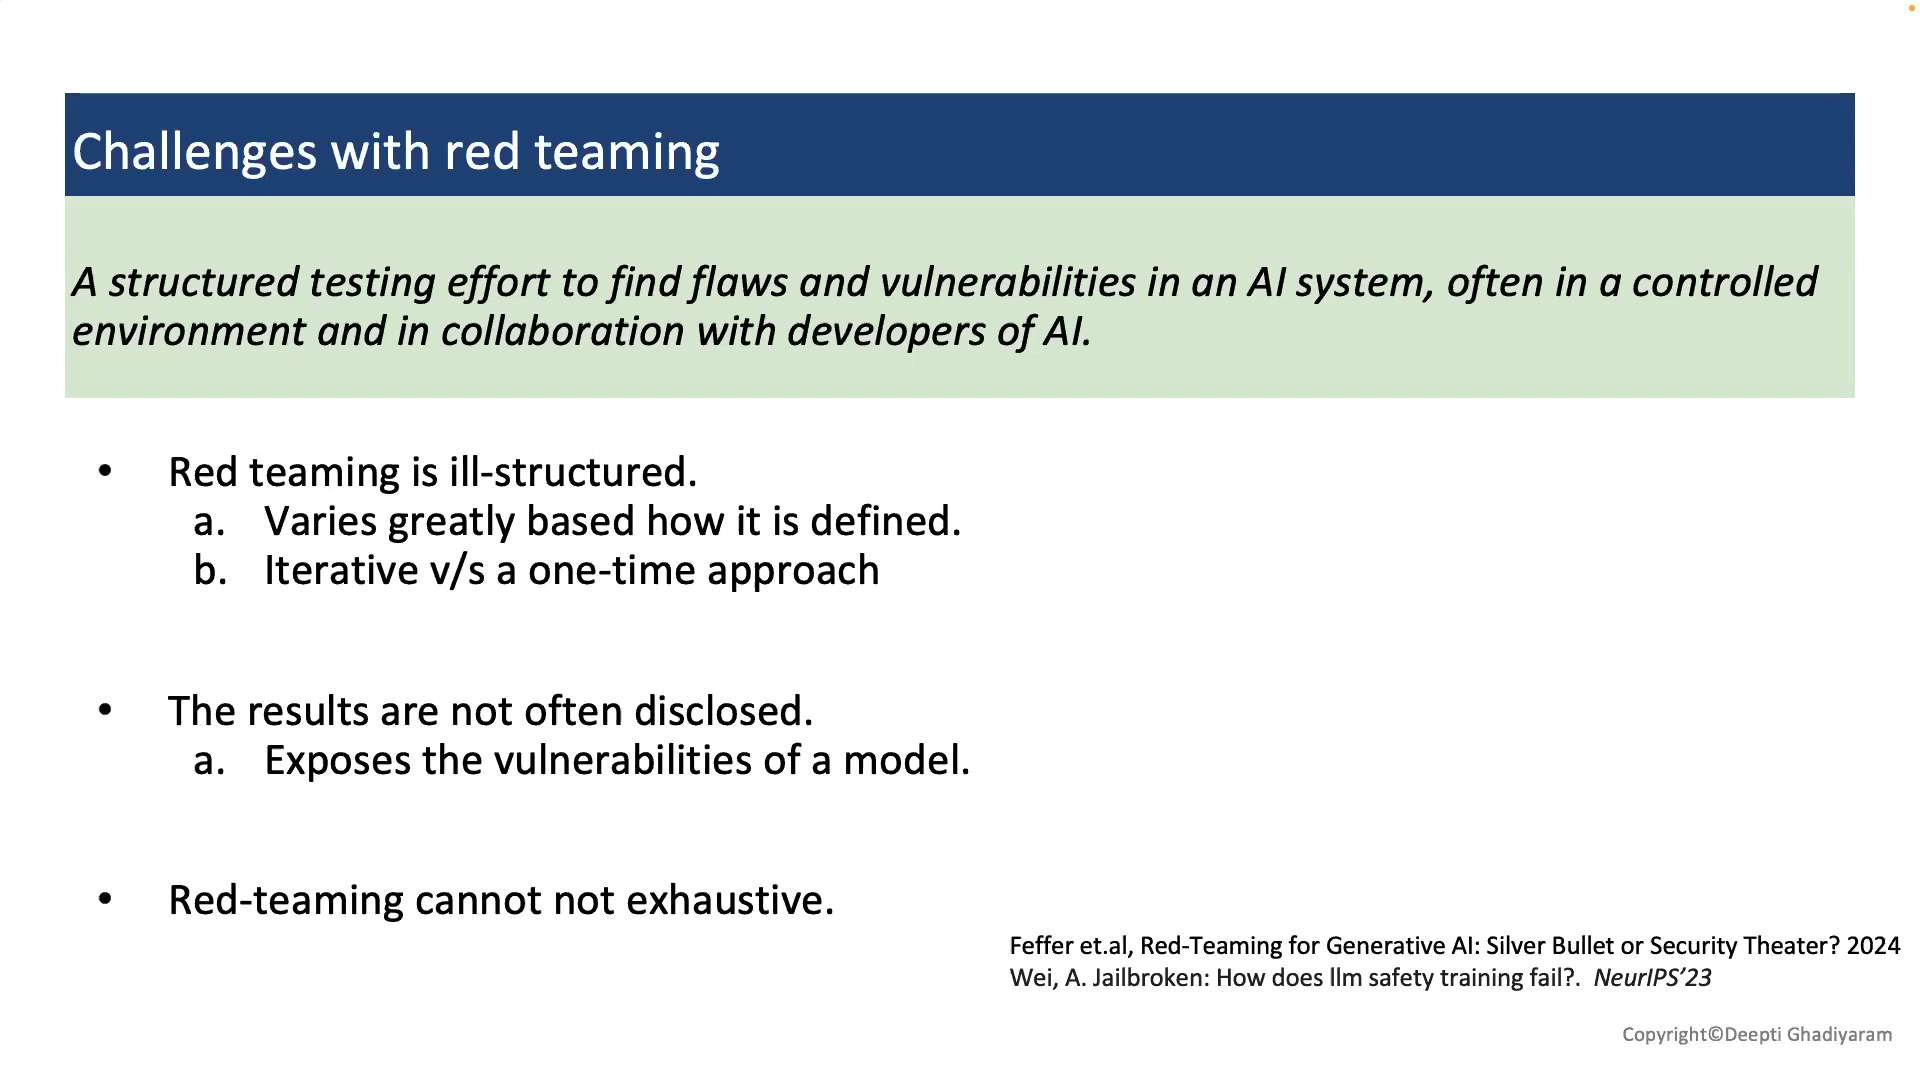 Challenges with red teaming
A structured testing effort to find flaws and vulnerabilities in an AI system, often in a controlled
environment and in collaboration with developers of AI.
• Red teaming is ill-structured.
a. Varies greatly based how it is defined.
b. Iterative v/s a one-time approach
• The results are not often disclosed.
a. Exposes the vulnerabilities of a model.
• Red-teaming cannot not exhaustive.
Feffer et.al, Red-Teaming for Generative AI: Silver Bullet or Security Theater? 2024
Wei, A. Jailbroken: How does llm safety training fail?. NeurIPS’23
Copyright©Deepti Ghadiyaram